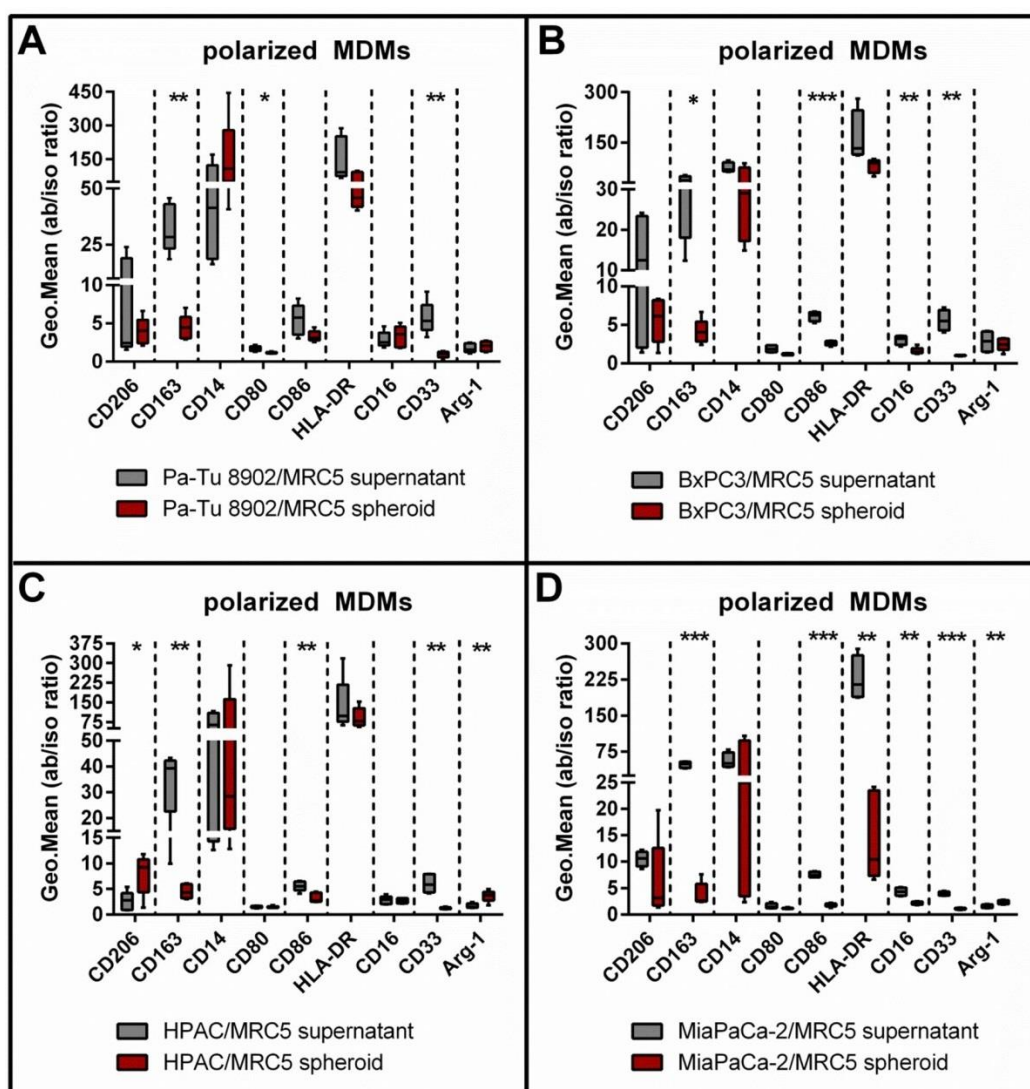 A
polarized MDMs
Geo.Mean (ab/iso ratio)
450
300
150
50
25
10
5
0
** * **
CD206
CD163
CD14
CD80
CD86
HLA-DR
CD16
CD33
Arg-1
Pa-Tu 8902/MRC5 supernatant
Pa-Tu 8902/MRC5 spheroid
B
polarized MDMs
Geo.Mean (ab/iso ratio)
300
150
30
20
10
5
0
* *** ** **
CD206
CD163
CD14
CD80
CD86
HLA-DR
CD16
CD33
Arg-1
BxPC3/MRC5 supernatant
BxPC3/MRC5 spheroid
C
polarized MDMs
Geo.Mean (ab/iso ratio)
375
300
225
150
75
50
40
30
20
15
10
5
0
* ** ** ** **
CD206
CD163
CD14
CD80
CD86
HLA-DR
CD16
CD33
Arg-1
HPAC/MRC5 supernatant
HPAC/MRC5 spheroid
D
polarized MDMs
Geo.Mean (ab/iso ratio)
300
225
150
75
25
20
15
10
5
0
*** *** ** ** *** **
CD206
CD163
CD14
CD80
CD86
HLA-DR
CD16
CD33
Arg-1
MiaPaCa-2/MRC5 supernatant
MiaPaCa-2/MRC5 spheroid